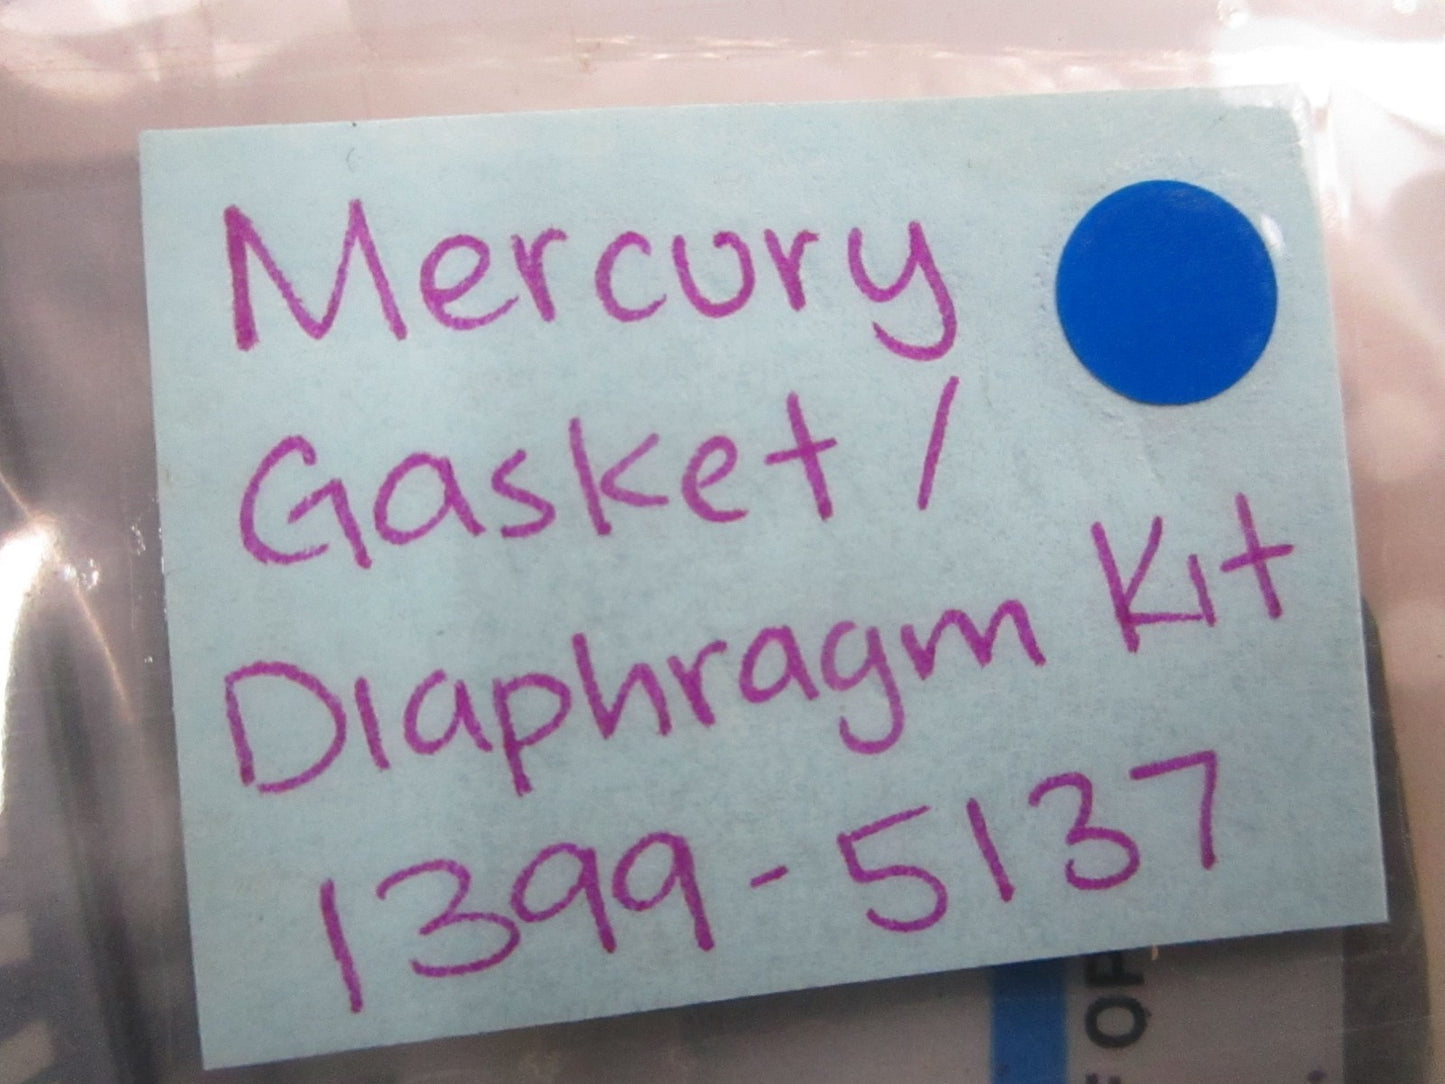 Mercury
Gasket /
Diaphragm Kit
1399-5137